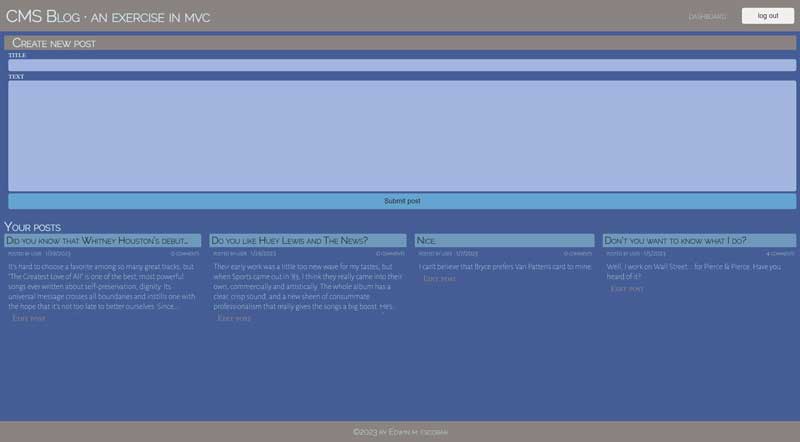 CMS Blog · an exercise in mvc
dashboard
log out
Create new post
title
text
Submit post
Your posts
Did you know that Whitney Houston's debut...
posted by user 1/28/2023
0 comments
It's hard to choose a favorite among so many great tracks, but
"The Greatest Love of All" is one of the best, most powerful
songs ever written about self-preservation, dignity. Its
universal message crosses all boundaries and instills one with
the hope that it's not too late to better ourselves. Since,...
Edit post
Do you like Huey Lewis and The News?
posted by user 1/28/2023
0 comments
Their early work was a little too new wave for my tastes, but
when Sports came out in '83, I think they really came into their
own, commercially and artistically. The whole album has a
clear, crisp sound, and a new sheen of consummate
professionalism that really gives the songs a big boost. He's...
Edit post
Nice.
posted by user 1/7/2023
0 comments
I can't believe that Bryce prefers Van Patten's card to mine.
Edit post
Don't you want to know what I do?
posted by user 1/5/2023
4 comments
Well, I work on Wall Street... for Pierce & Pierce. Have you
heard of it?
Edit post
©2023 by Edwin M. Escobar